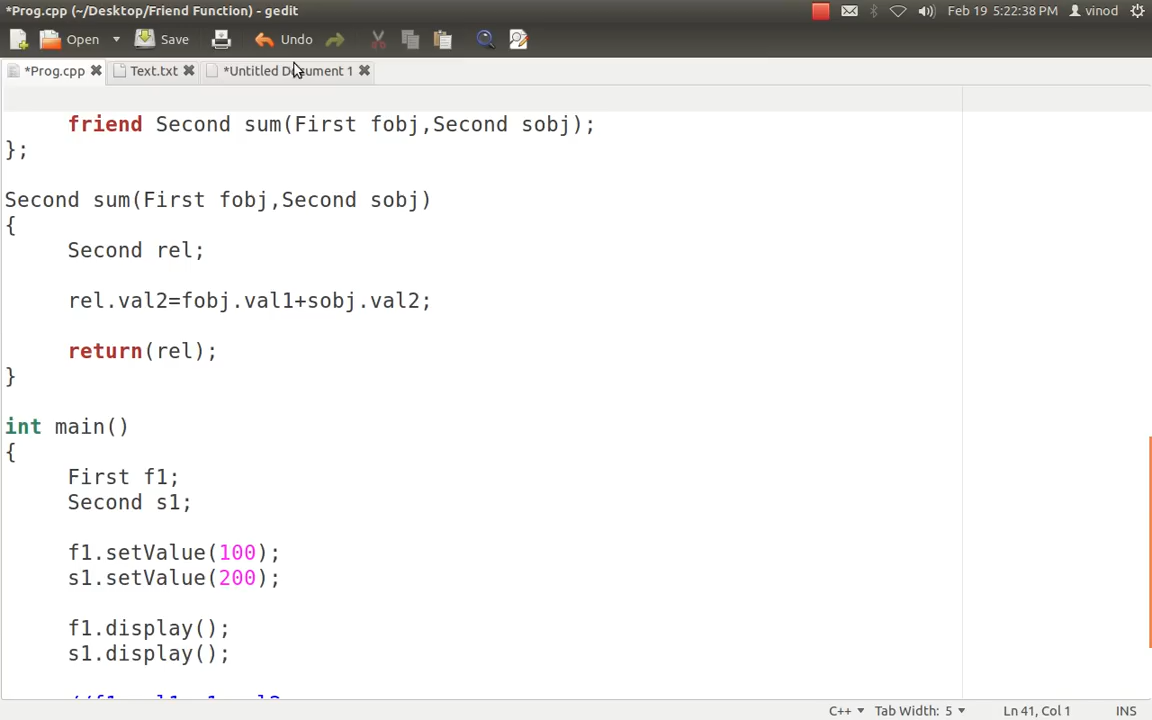 *Prog.cpp (~/Desktop/Friend Function) - gedit
Feb 19 5:22:38 PM
vinod
Open
Save
Undo
*Prog.cpp
Text.txt
*Untitled Document 1
friend Second sum(First fobj,Second sobj);
};
Second sum(First fobj,Second sobj)
{
Second rel;
rel.val2=fobj.val1+sobj.val2;
return(rel);
}
int main()
{
First f1;
Second s1;
f1.setValue(100);
s1.setValue(200);
f1.display();
s1.display();
C++
Tab Width: 5
Ln 41, Col 1
INS